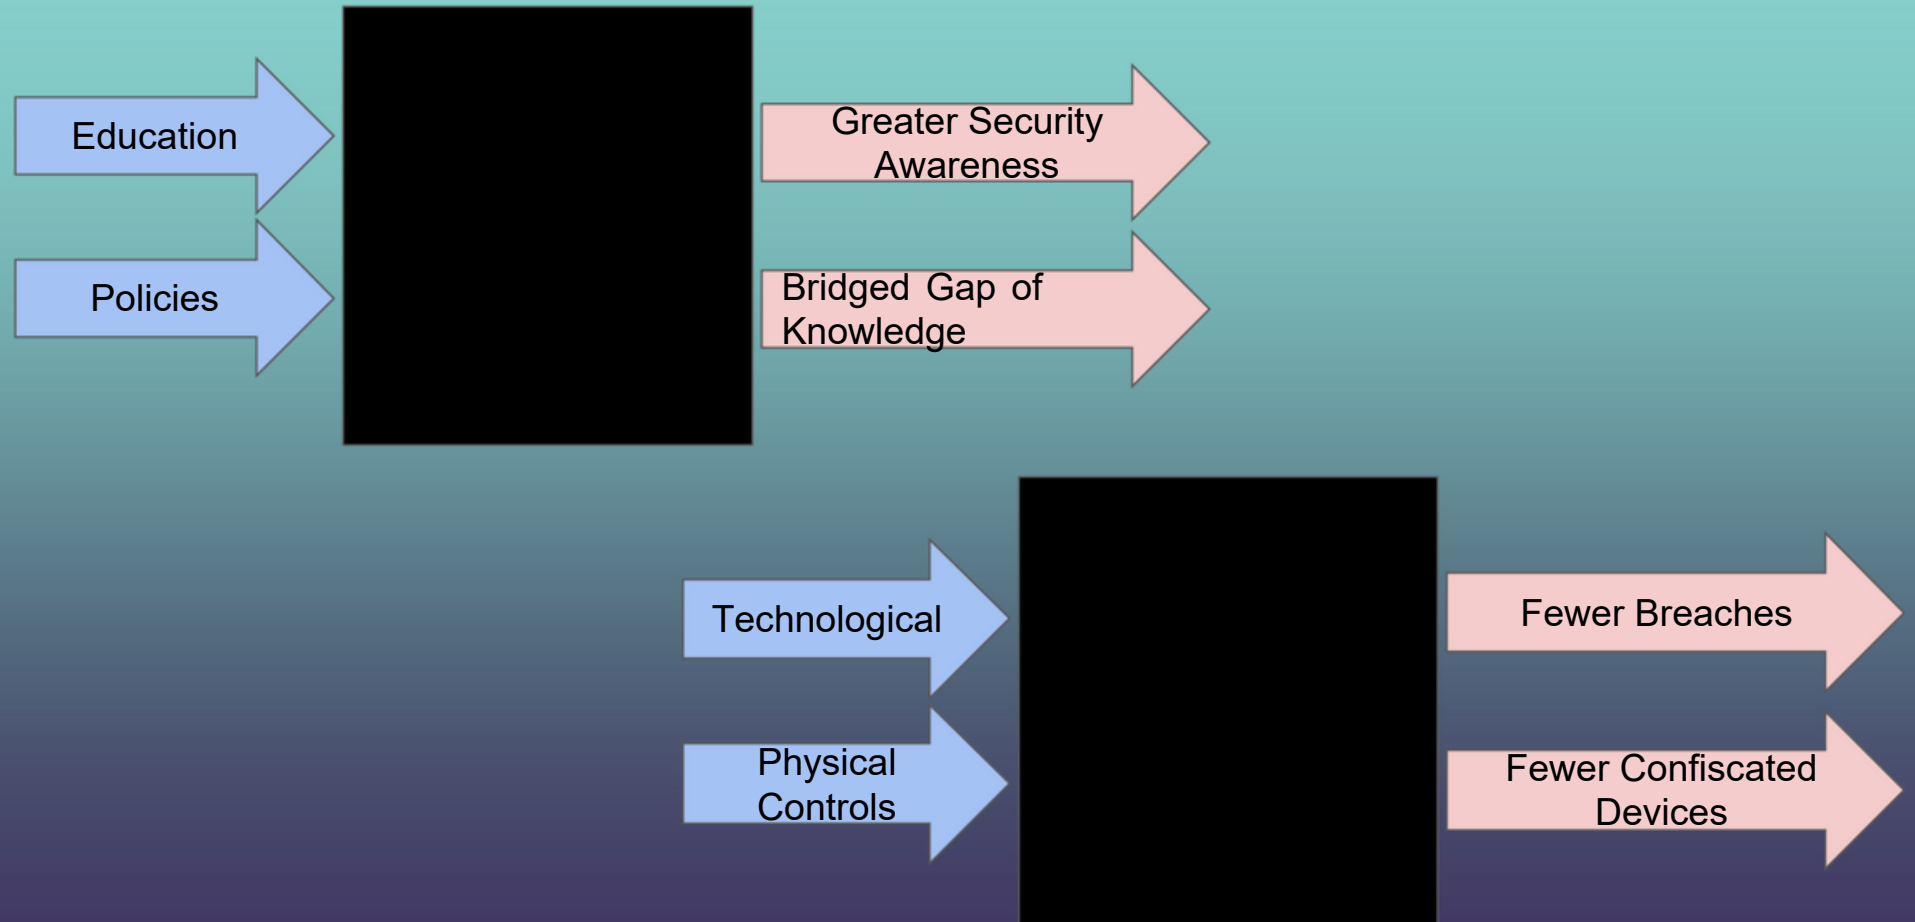 Education
Greater Security
Awareness
Policies
Bridged Gap of
Knowledge
Technological
Fewer Breaches
Physical
Controls
Fewer Confiscated
Devices